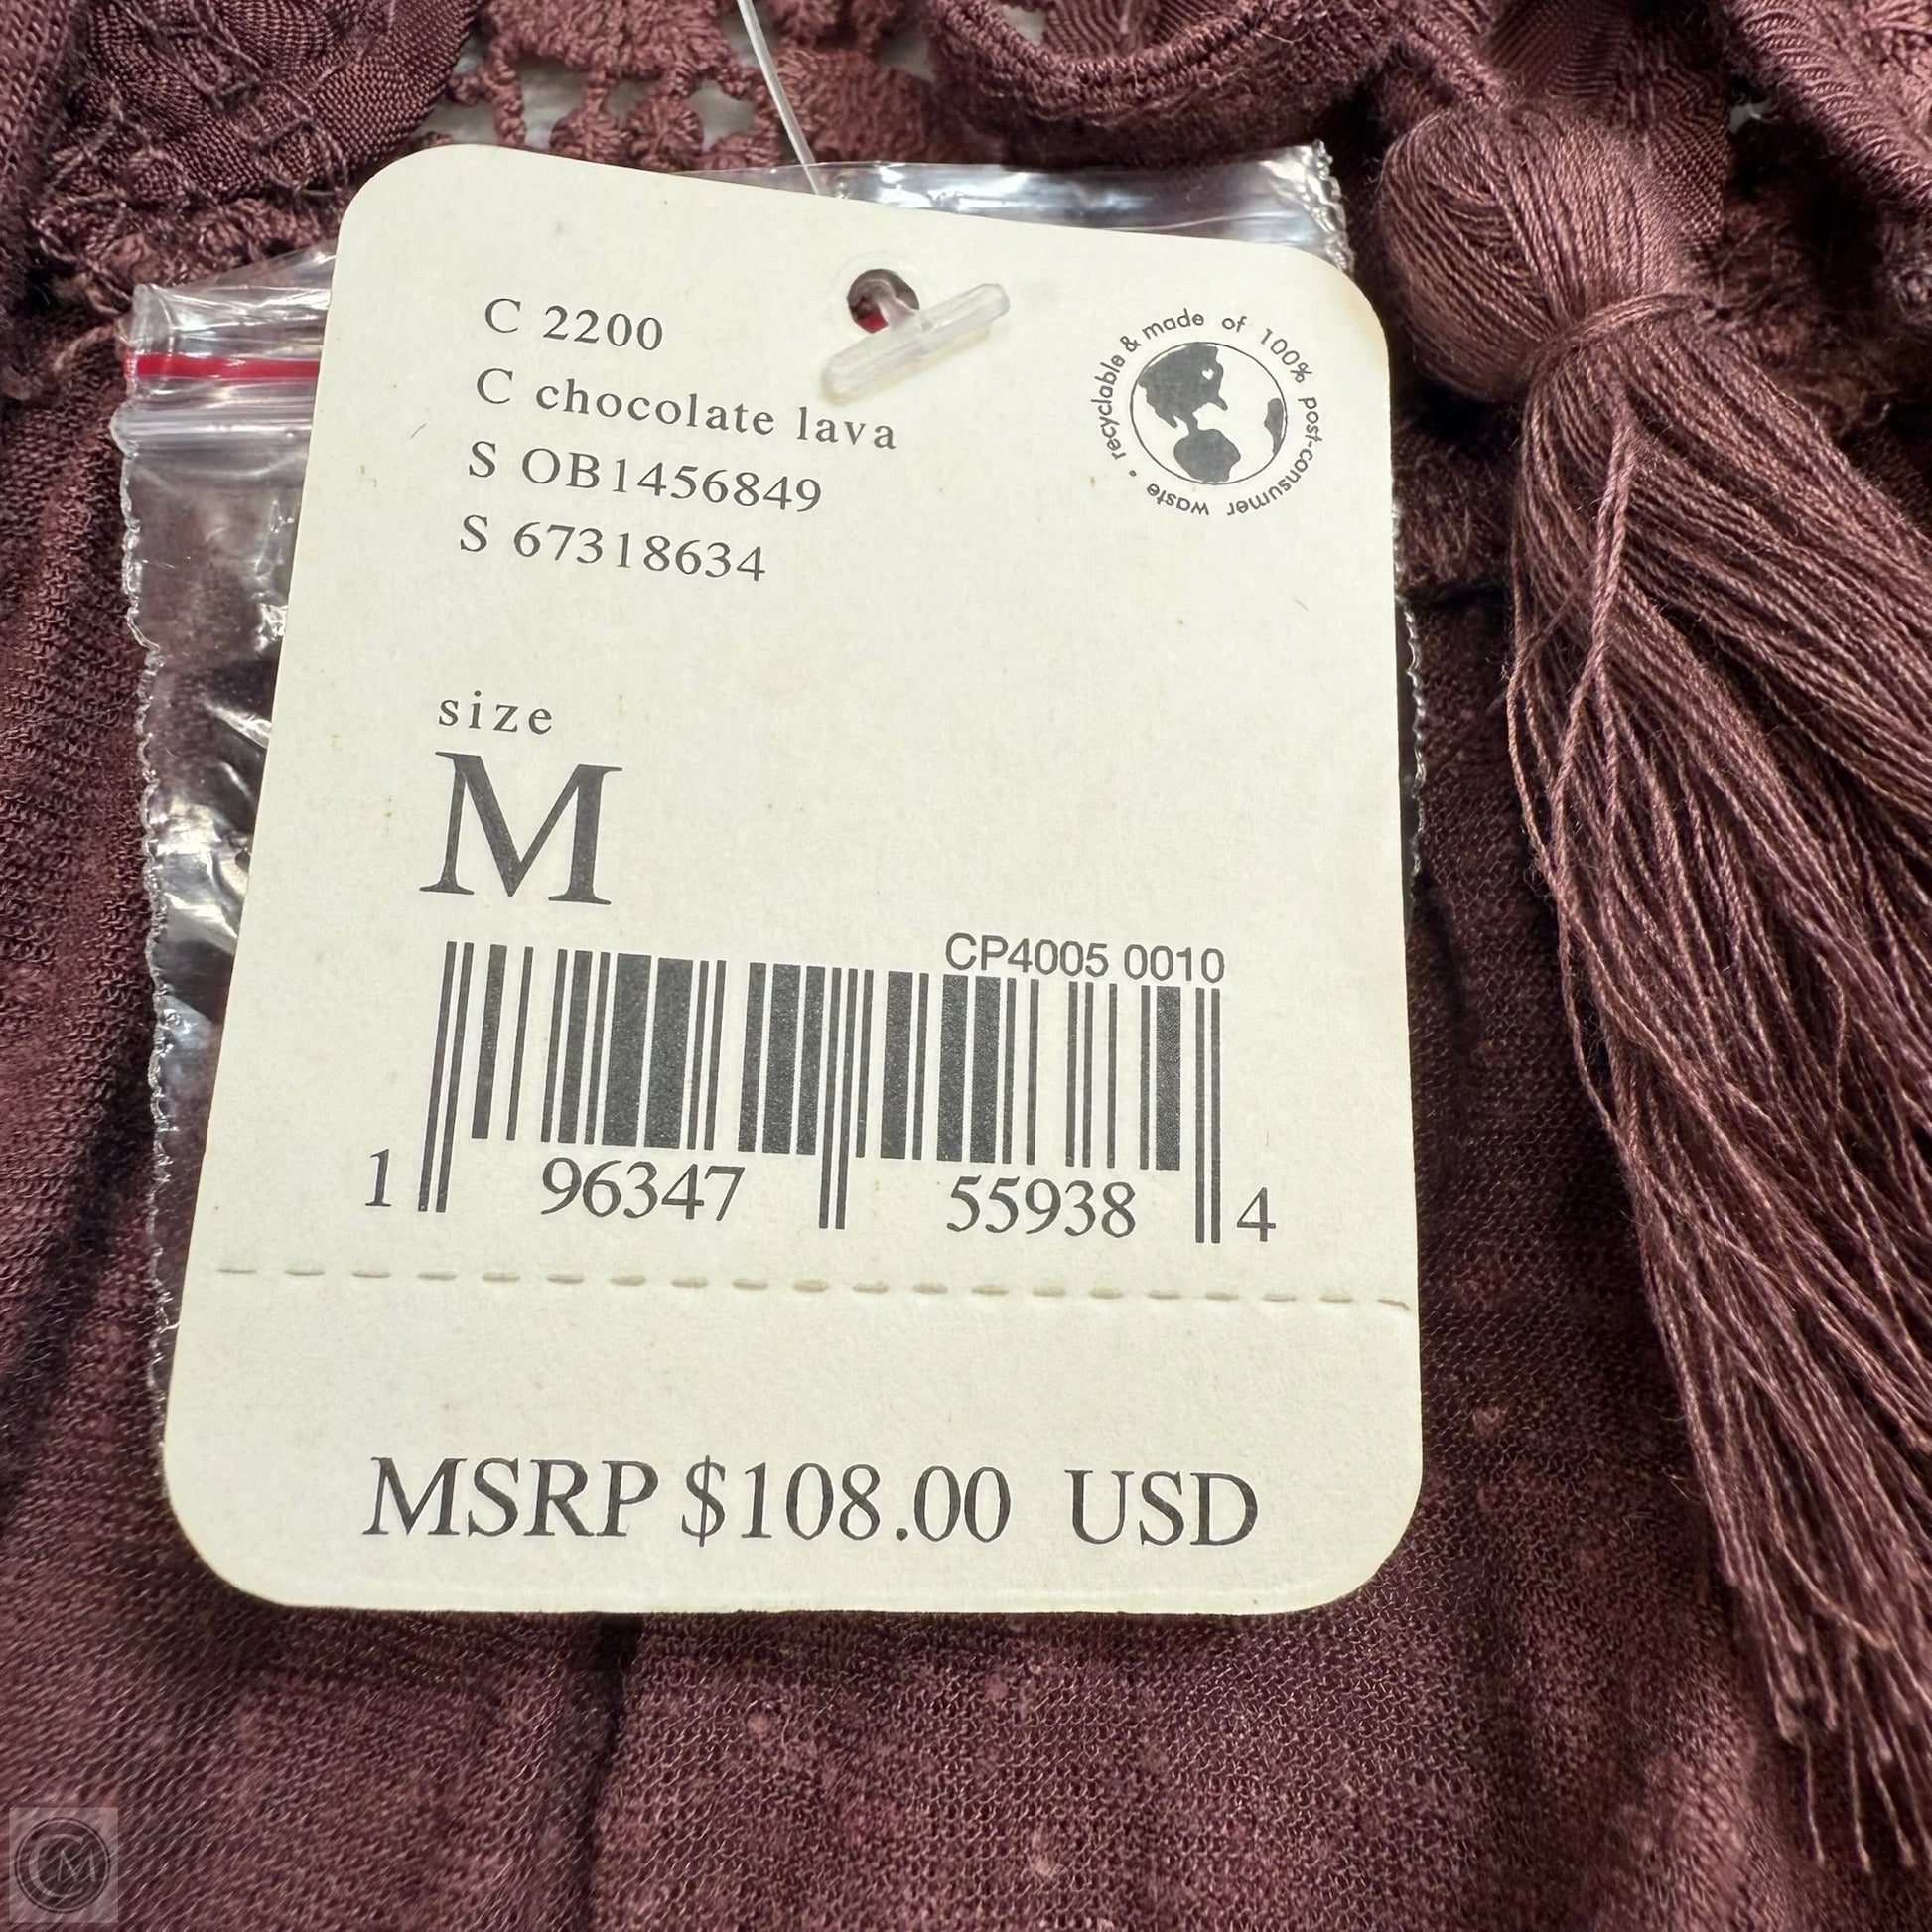 C 2200
C chocolate lava
S OB1456849
S 67318634
recyclable & made of 100% post-consumer waste •
size
M
CP4005 0010
1 96347 55938 4
MSRP $108.00 USD
CM